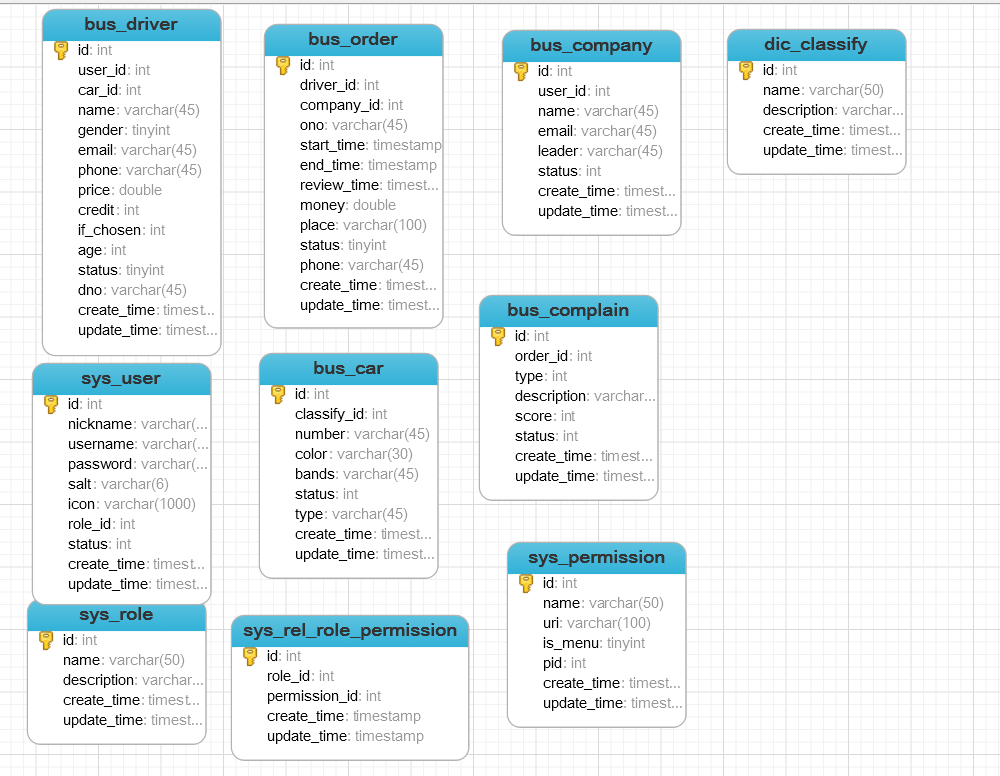 bus_driver
id: int
user_id: int
car_id: int
name: varchar(45)
gender: tinyint
email: varchar(45)
phone: varchar(45)
price: double
credit: int
if_chosen: int
age: int
status: tinyint
dno: varchar(45)
create_time: timest...
update_time: timest...
bus_order
id: int
driver_id: int
company_id: int
ono: varchar(45)
start_time: timestamp
end_time: timestamp
review_time: timest...
money: double
place: varchar(100)
status: tinyint
phone: varchar(45)
create_time: timest...
update_time: timest...
bus_company
id: int
user_id: int
name: varchar(45)
email: varchar(45)
leader: varchar(45)
status: int
create_time: timest...
update_time: timest...
dic_classify
id: int
name: varchar(50)
description: varchar...
create_time: timest...
update_time: timest...
sys_user
id: int
nickname: varchar(...
username: varchar(...
password: varchar(...
salt: varchar(6)
icon: varchar(1000)
role_id: int
status: int
create_time: timest...
update_time: timest...
bus_car
id: int
classify_id: int
number: varchar(45)
color: varchar(30)
bands: varchar(45)
status: int
type: varchar(45)
create_time: timest...
update_time: timest...
bus_complain
id: int
order_id: int
type: int
description: varchar...
score: int
status: int
create_time: timest...
update_time: timest...
sys_role
id: int
name: varchar(50)
description: varchar...
create_time: timest...
update_time: timest...
sys_rel_role_permission
id: int
role_id: int
permission_id: int
create_time: timestamp
update_time: timestamp
sys_permission
id: int
name: varchar(50)
uri: varchar(100)
is_menu: tinyint
pid: int
create_time: timest...
update_time: timest...